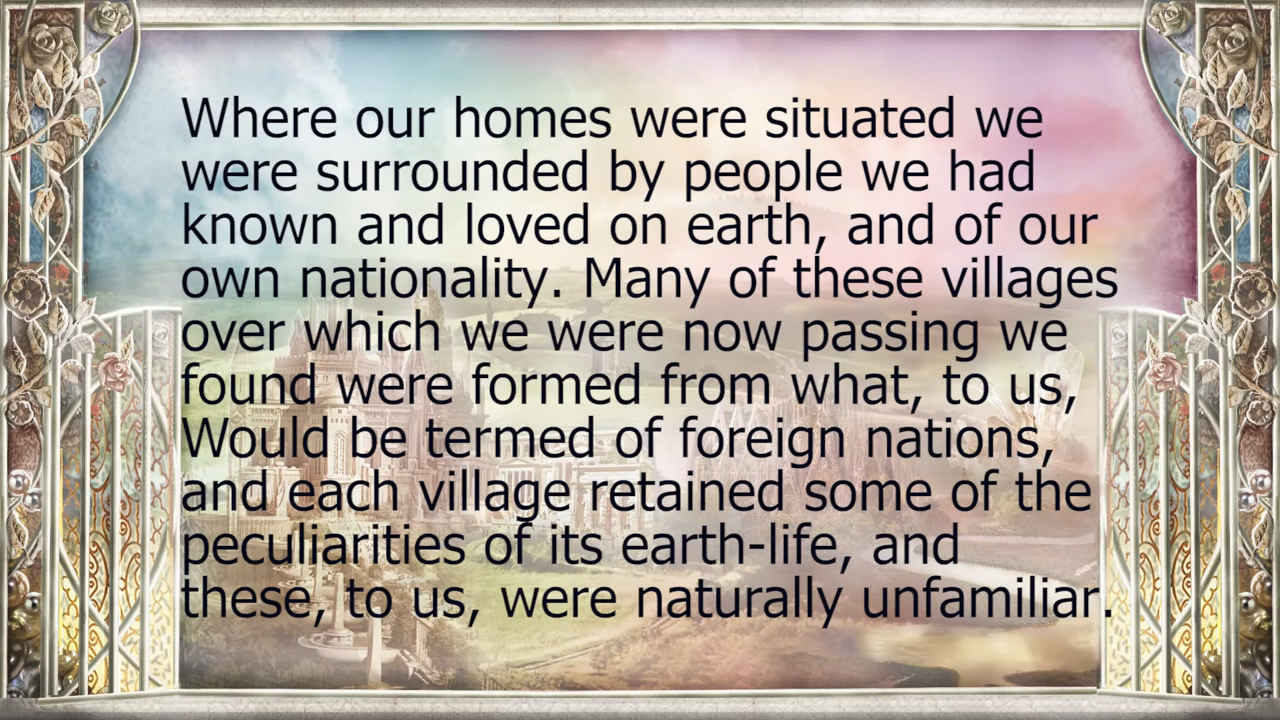 Where our homes were situated we
were surrounded by people we had
known and loved on earth, and of our
own nationality. Many of these villages
over which we were now passing we
found were formed from what, to us,
Would be termed of foreign nations,
and each village retained some of the
peculiarities of its earth-life, and
these, to us, were naturally unfamiliar.